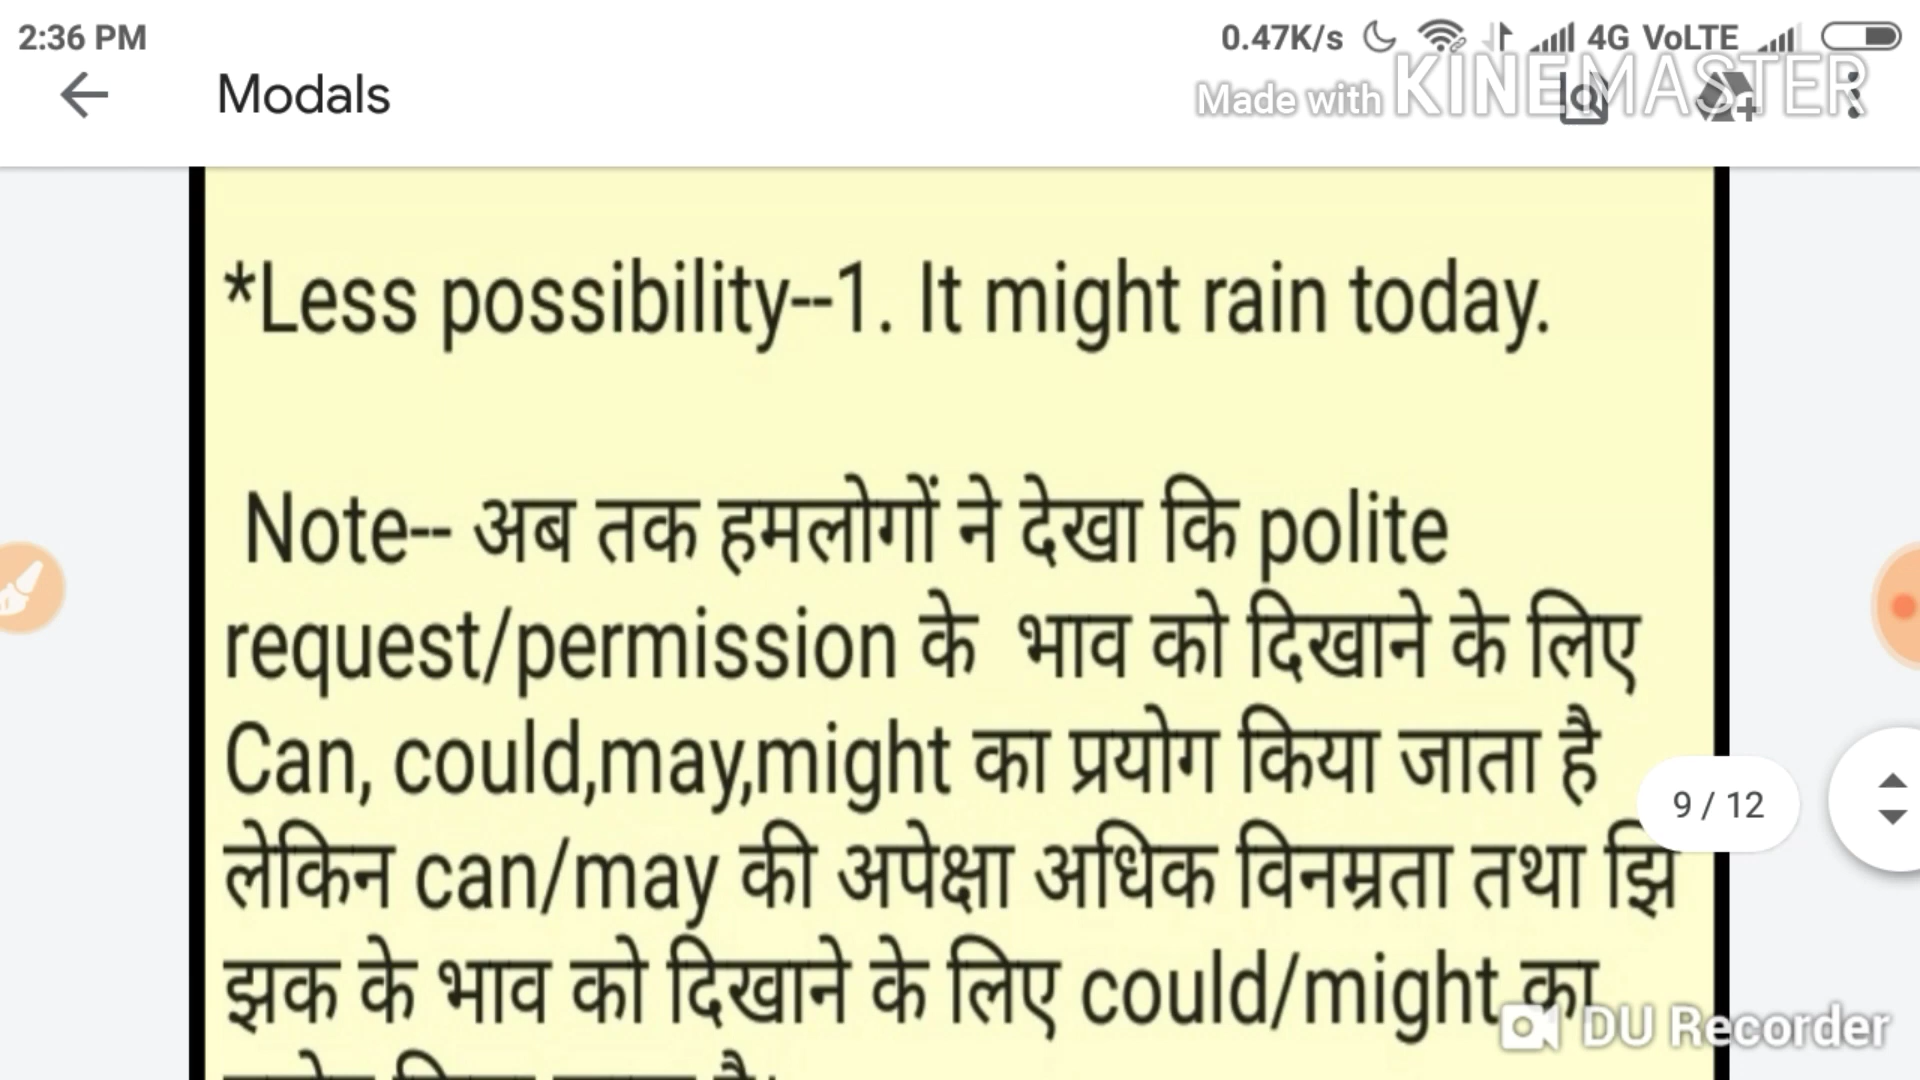 2:36 PM 0.47K/s 4G VoLTE
Modals
Made with KINEMASTER
*Less possibility--1. It might rain today.
Note-- अब तक हमलोगों ने देखा कि polite
request/permission के भाव को दिखाने के लिए
Can, could,may,might का प्रयोग किया जाता है
9 / 12
लेकिन can/may की अपेक्षा अधिक विनम्रता तथा झि
झक के भाव को दिखाने के लिए could/might का
DU Recorder